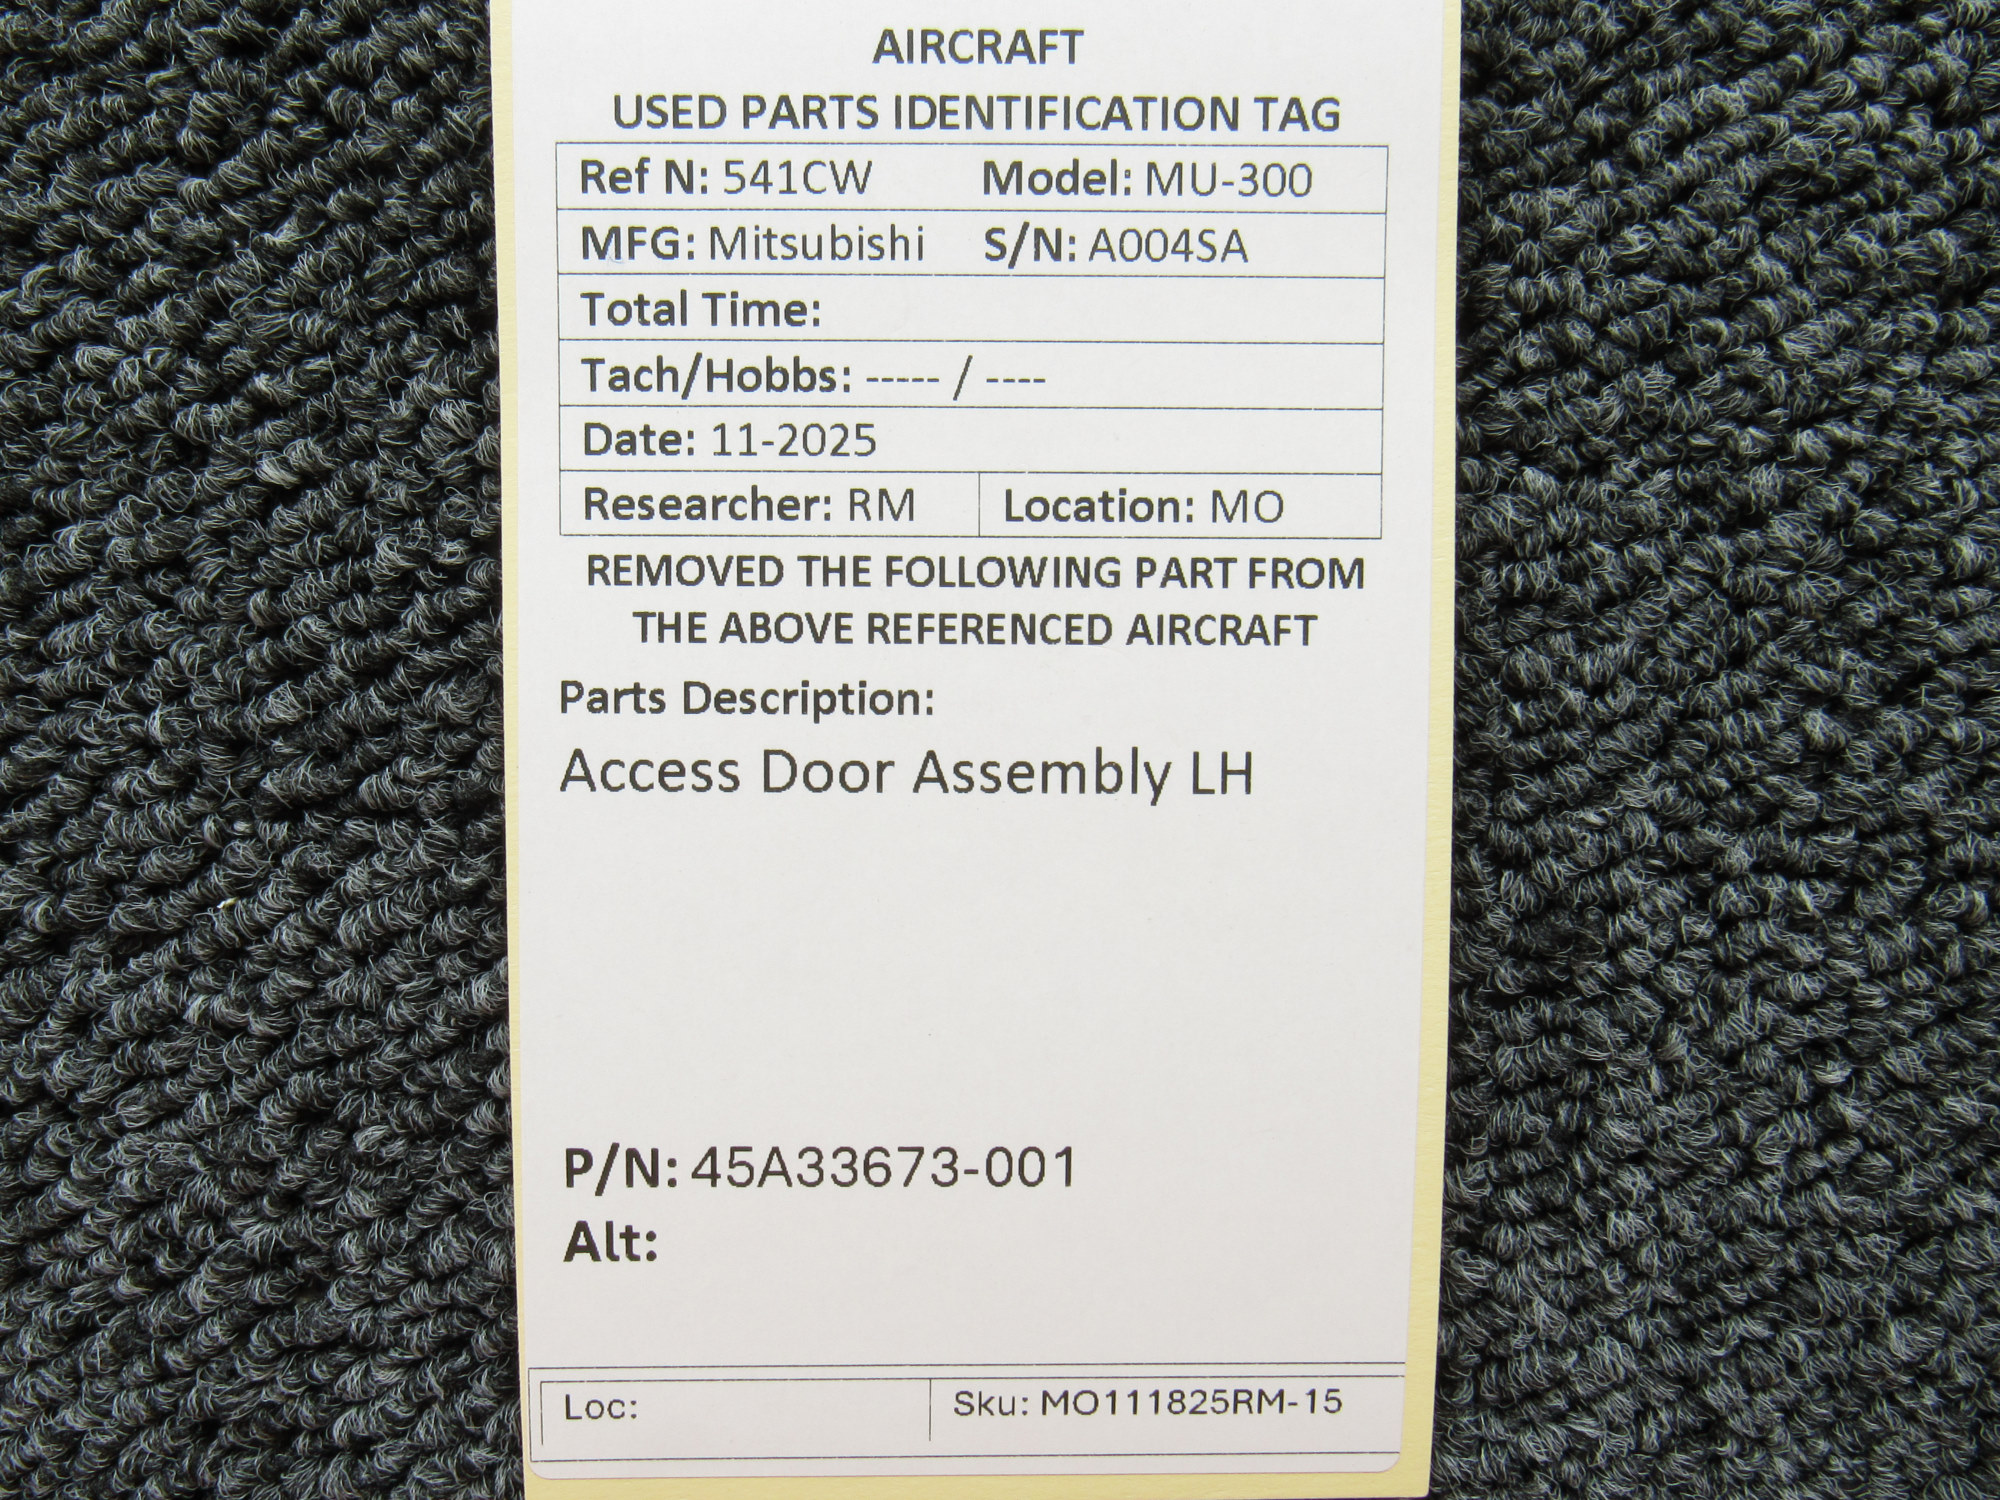 AIRCRAFT
USED PARTS IDENTIFICATION TAG
Ref N: 541CW Model: MU-300
MFG: Mitsubishi S/N: A004SA
Total Time:
Tach/Hobbs: ----- / ----
Date: 11-2025
Researcher: RM Location: MO
REMOVED THE FOLLOWING PART FROM
THE ABOVE REFERENCED AIRCRAFT
Parts Description:
Access Door Assembly LH
P/N: 45A33673-001
Alt:
Loc: Sku: MO111825RM-15